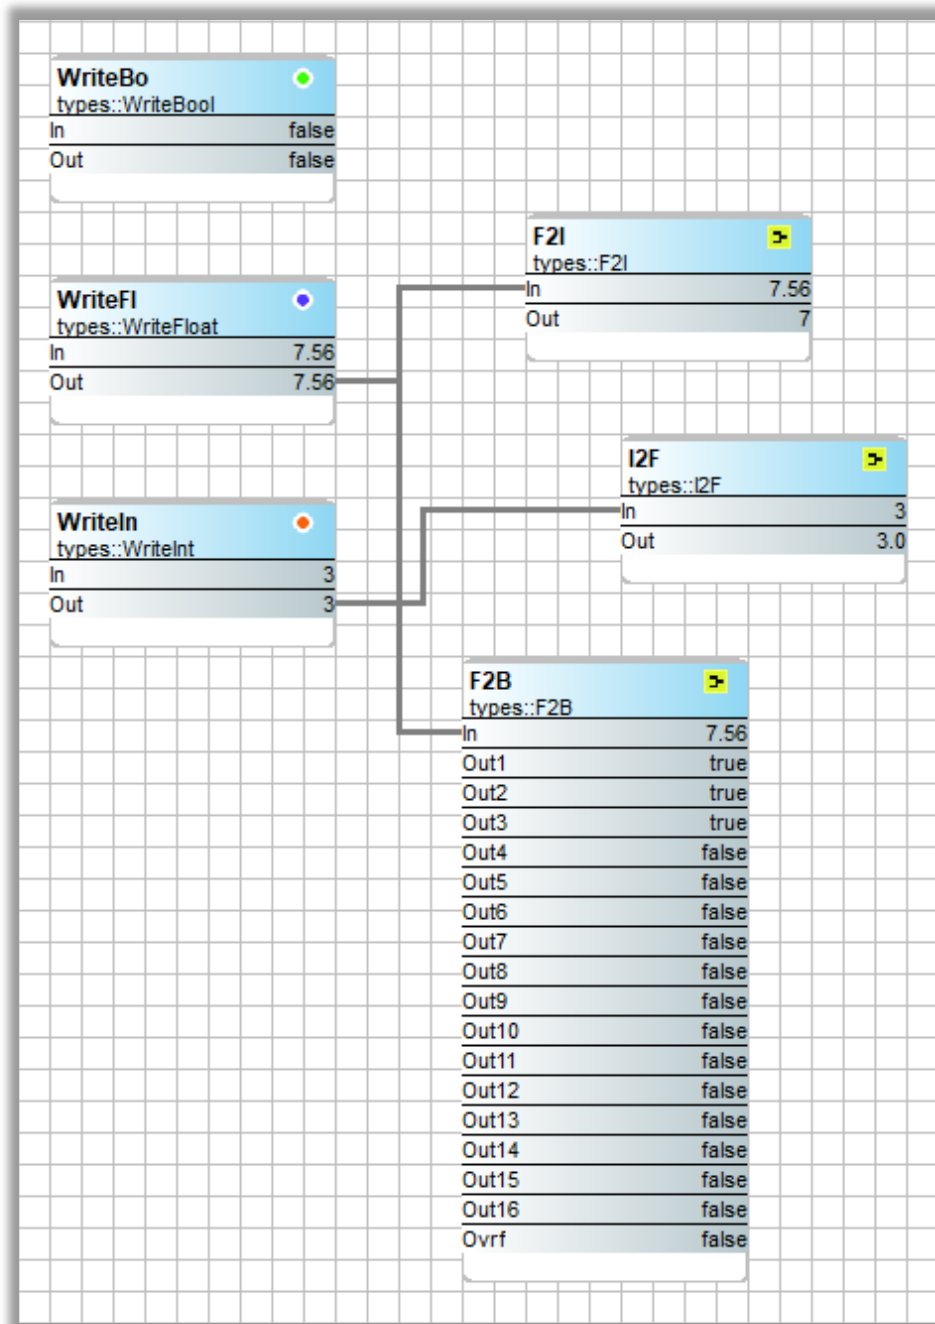 WriteBo
types::WriteBool
In false
Out false
F2I
types::F2I
In 7.56
Out 7
WriteFl
types::WriteFloat
In 7.56
Out 7.56
I2F
types::I2F
In 3
Out 3.0
WriteIn
types::WriteInt
In 3
Out 3
F2B
types::F2B
In 7.56
Out1 true
Out2 true
Out3 true
Out4 false
Out5 false
Out6 false
Out7 false
Out8 false
Out9 false
Out10 false
Out11 false
Out12 false
Out13 false
Out14 false
Out15 false
Out16 false
Ovrf false